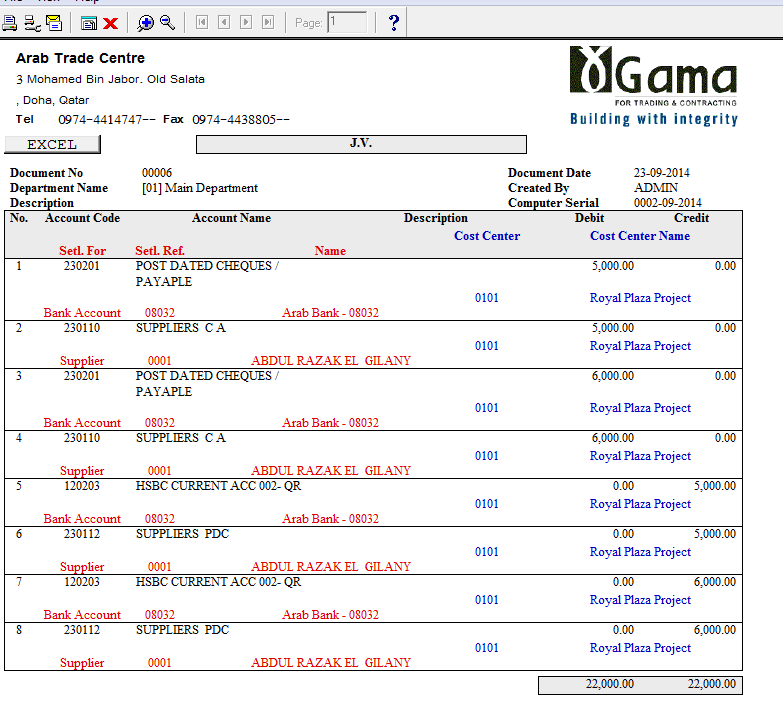 Page: 1
?
Arab Trade Centre
3 Mohamed Bin Jabor. Old Salata
, Doha, Qatar
Tel 0974-4414747-- Fax 0974-4438805--
Gama
FOR TRADING & CONTRACTING
Building with integrity
EXCEL
J.V.
Document No 00006 Document Date 23-09-2014
Department Name [01] Main Department Created By ADMIN
Description Computer Serial 0002-09-2014
No. Account Code Account Name Description Debit Credit
Cost Center Cost Center Name
Setl. For Setl. Ref. Name
1 230201 POST DATED CHEQUES / 5,000.00 0.00
PAYAPLE
0101 Royal Plaza Project
Bank Account 08032 Arab Bank - 08032
2 230110 SUPPLIERS C A 5,000.00 0.00
0101 Royal Plaza Project
Supplier 0001 ABDUL RAZAK EL GILANY
3 230201 POST DATED CHEQUES / 6,000.00 0.00
PAYAPLE
0101 Royal Plaza Project
Bank Account 08032 Arab Bank - 08032
4 230110 SUPPLIERS C A 6,000.00 0.00
0101 Royal Plaza Project
Supplier 0001 ABDUL RAZAK EL GILANY
5 120203 HSBC CURRENT ACC 002- QR 0.00 5,000.00
0101 Royal Plaza Project
Bank Account 08032 Arab Bank - 08032
6 230112 SUPPLIERS PDC 0.00 5,000.00
0101 Royal Plaza Project
Supplier 0001 ABDUL RAZAK EL GILANY
7 120203 HSBC CURRENT ACC 002- QR 0.00 6,000.00
0101 Royal Plaza Project
Bank Account 08032 Arab Bank - 08032
8 230112 SUPPLIERS PDC 0.00 6,000.00
0101 Royal Plaza Project
Supplier 0001 ABDUL RAZAK EL GILANY
22,000.00 22,000.00